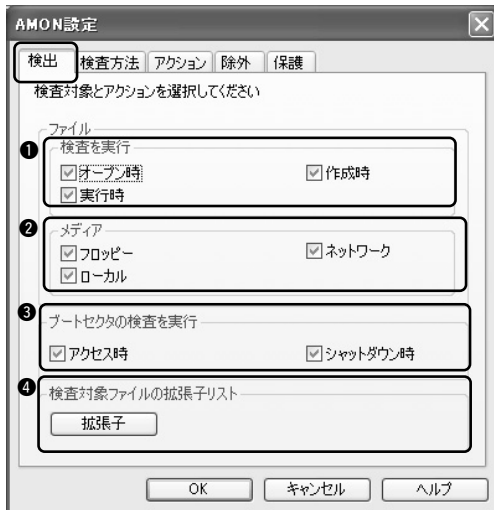 AMON設定
検出 検査方法 アクション 除外 保護
検査対象とアクションを選択してください
ファイル
❶ 検査を実行
オープン時 作成時
実行時
❷ メディア
フロッピー ネットワーク
ローカル
❸ ブートセクタの検査を実行
アクセス時 シャットダウン時
❹ 検査対象ファイルの拡張子リスト
拡張子
OK キャンセル ヘルプ